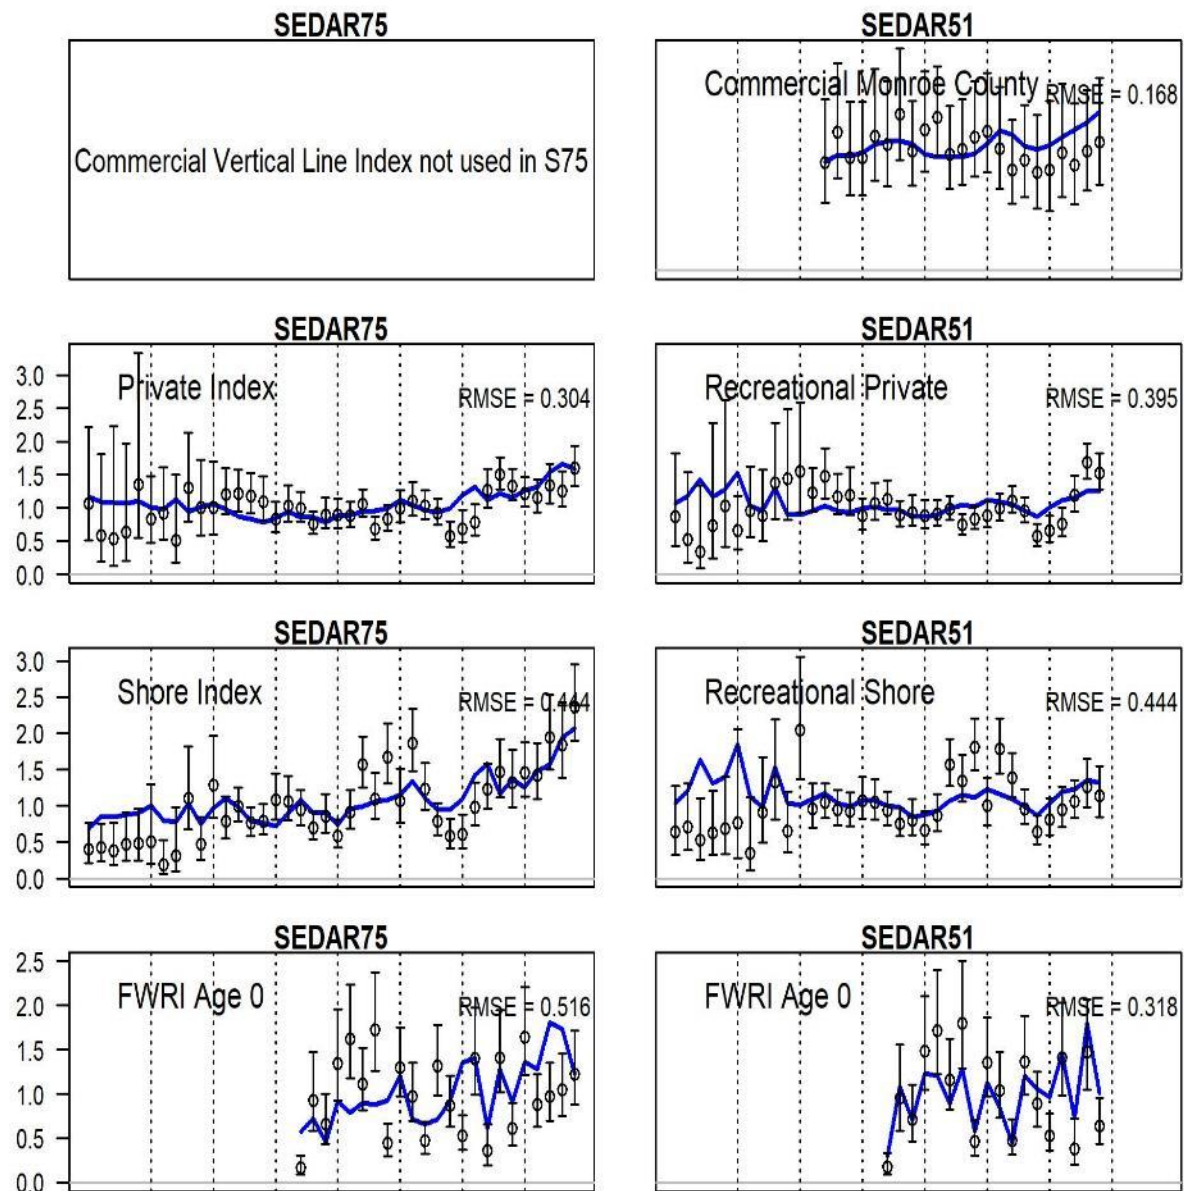 SEDAR75
SEDAR51
Commercial Vertical Line Index not used in S75
Commercial Monroe County
RMSE = 0.168
SEDAR75
SEDAR51
3.0
2.5
2.0
1.5
1.0
0.5
0.0
Private Index
RMSE = 0.304
Recreational Private
RMSE = 0.395
SEDAR75
SEDAR51
3.0
2.5
2.0
1.5
1.0
0.5
0.0
Shore Index
RMSE = 0.444
Recreational Shore
RMSE = 0.444
SEDAR75
SEDAR51
2.5
2.0
1.5
1.0
0.5
0.0
FWRI Age 0
RMSE = 0.516
FWRI Age 0
RMSE = 0.318